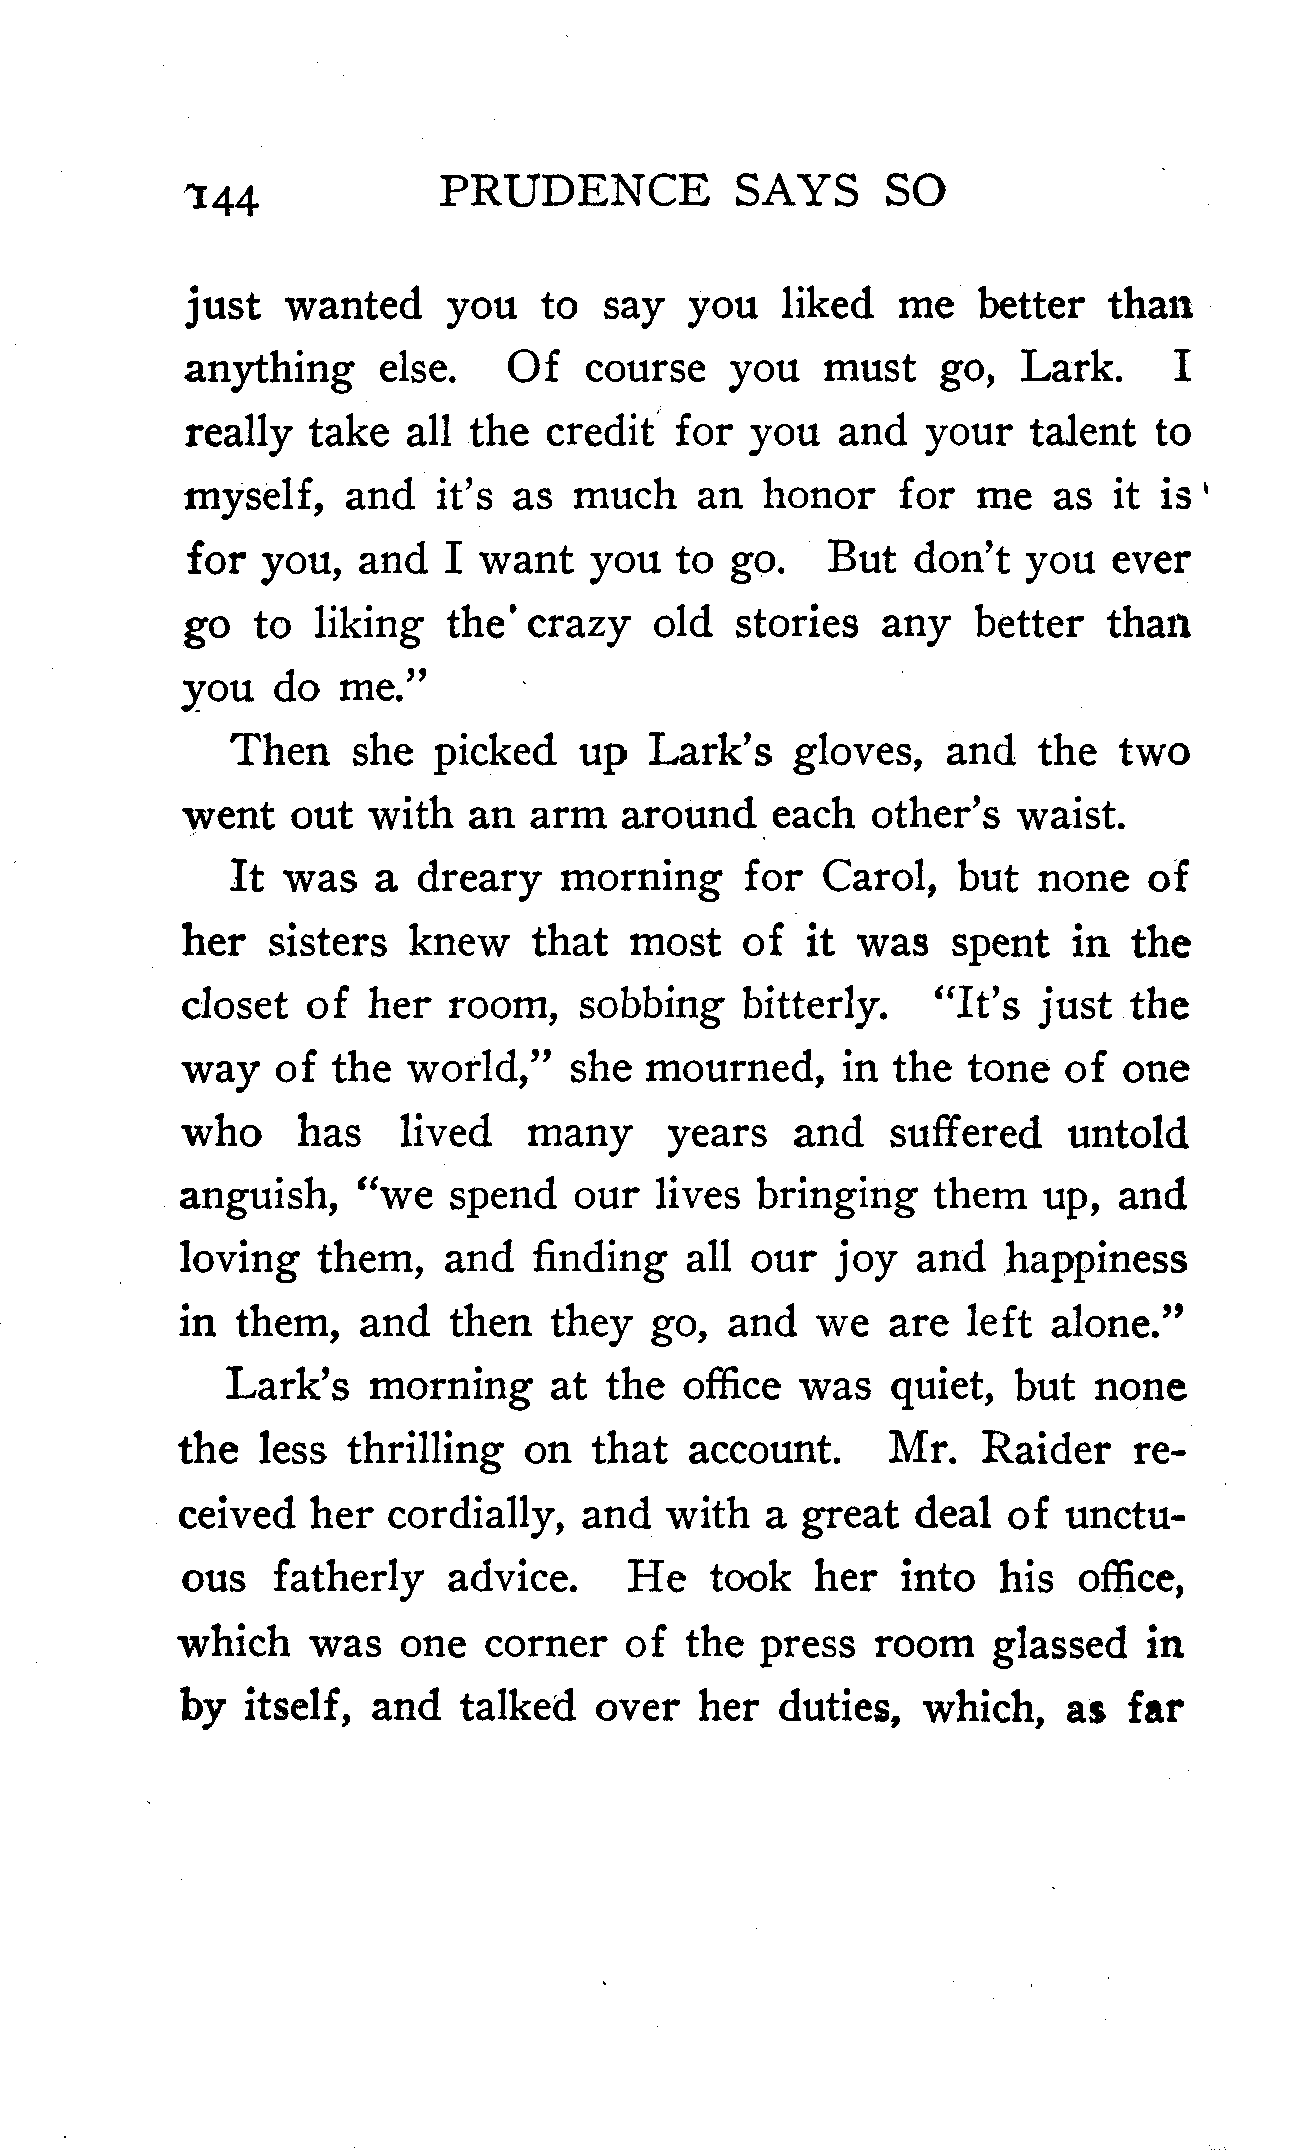 144 PRUDENCE SAYS SO
just wanted you to say you liked me better than
anything else. Of course you must go, Lark. I
really take all the credit for you and your talent to
myself, and it's as much an honor for me as it is
for you, and I want you to go. But don't you ever
go to liking the crazy old stories any better than
you do me."
Then she picked up Lark's gloves, and the two
went out with an arm around each other's waist.
It was a dreary morning for Carol, but none of
her sisters knew that most of it was spent in the
closet of her room, sobbing bitterly. "It's just the
way of the world," she mourned, in the tone of one
who has lived many years and suffered untold
anguish, "we spend our lives bringing them up, and
loving them, and finding all our joy and happiness
in them, and then they go, and we are left alone."
Lark's morning at the office was quiet, but none
the less thrilling on that account. Mr. Raider re-
ceived her cordially, and with a great deal of unctu-
ous fatherly advice. He took her into his office,
which was one corner of the press room glassed in
by itself, and talked over her duties, which, as far